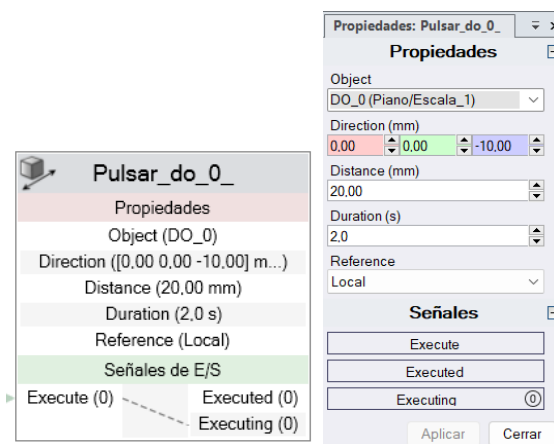 Pulsar_do_0_
Propiedades
Object (DO_0)
Direction ([0,00 0,00 -10,00] m...)
Distance (20,00 mm)
Duration (2,0 s)
Reference (Local)
Señales de E/S
Execute (0)
Executed (0)
Executing (0)
Propiedades: Pulsar_do_0_
Propiedades
Object
DO_0 (Piano/Escala_1)
Direction (mm)
0,00 0,00 -10,00
Distance (mm)
20,00
Duration (s)
2,0
Reference
Local
Señales
Execute
Executed
Executing 0
Aplicar Cerrar